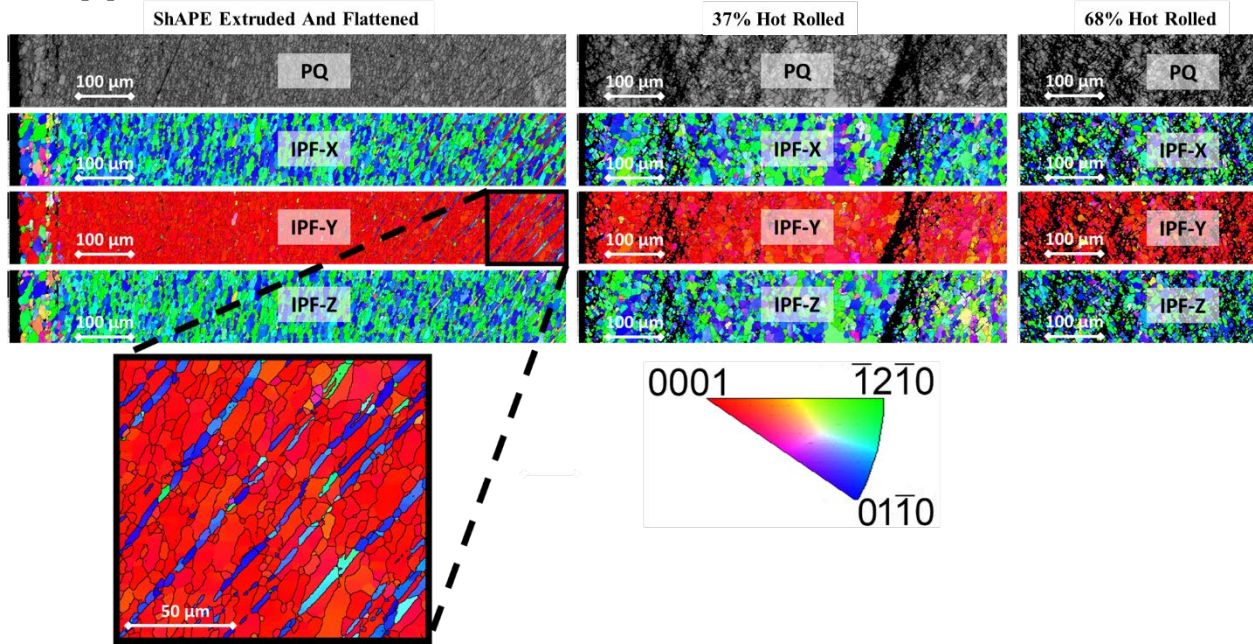 ShAPE Extruded And Flattened
37% Hot Rolled
68% Hot Rolled
PQ
100 µm
PQ
100 µm
PQ
100 µm
IPF-X
100 µm
IPF-X
100 µm
IPF-X
100 µm
IPF-Y
100 µm
IPF-Y
100 µm
IPF-Y
100 µm
IPF-Z
100 µm
IPF-Z
100 µm
IPF-Z
100 µm
50 µm
0001
1̅21̅0
011̅0